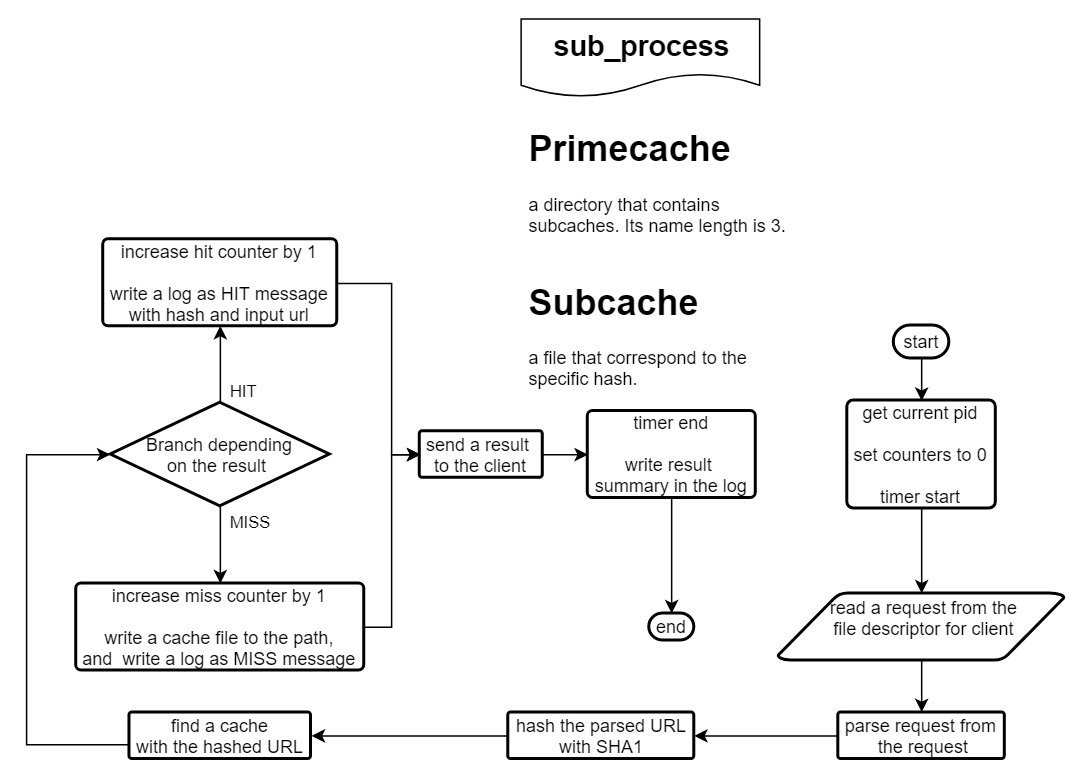 sub_process
Primecache
a directory that contains
subcaches. Its name length is 3.
Subcache
a file that correspond to the
specific hash.
start
get current pid
set counters to 0
timer start
read a request from the
file descriptor for client
parse request from
the request
hash the parsed URL
with SHA1
find a cache
with the hashed URL
Branch depending
on the result
HIT
increase hit counter by 1
write a log as HIT message
with hash and input url
MISS
increase miss counter by 1
write a cache file to the path,
and write a log as MISS message
send a result
to the client
timer end
write result
summary in the log
end